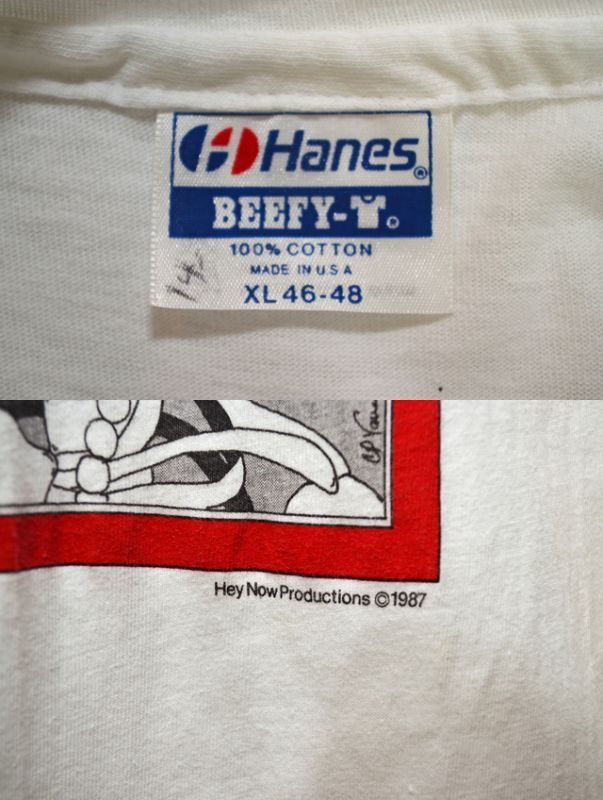 Hanes®
BEEFY-T®
100% COTTON
MADE IN U.S.A
XL 46-48
Hey Now Productions ©1987